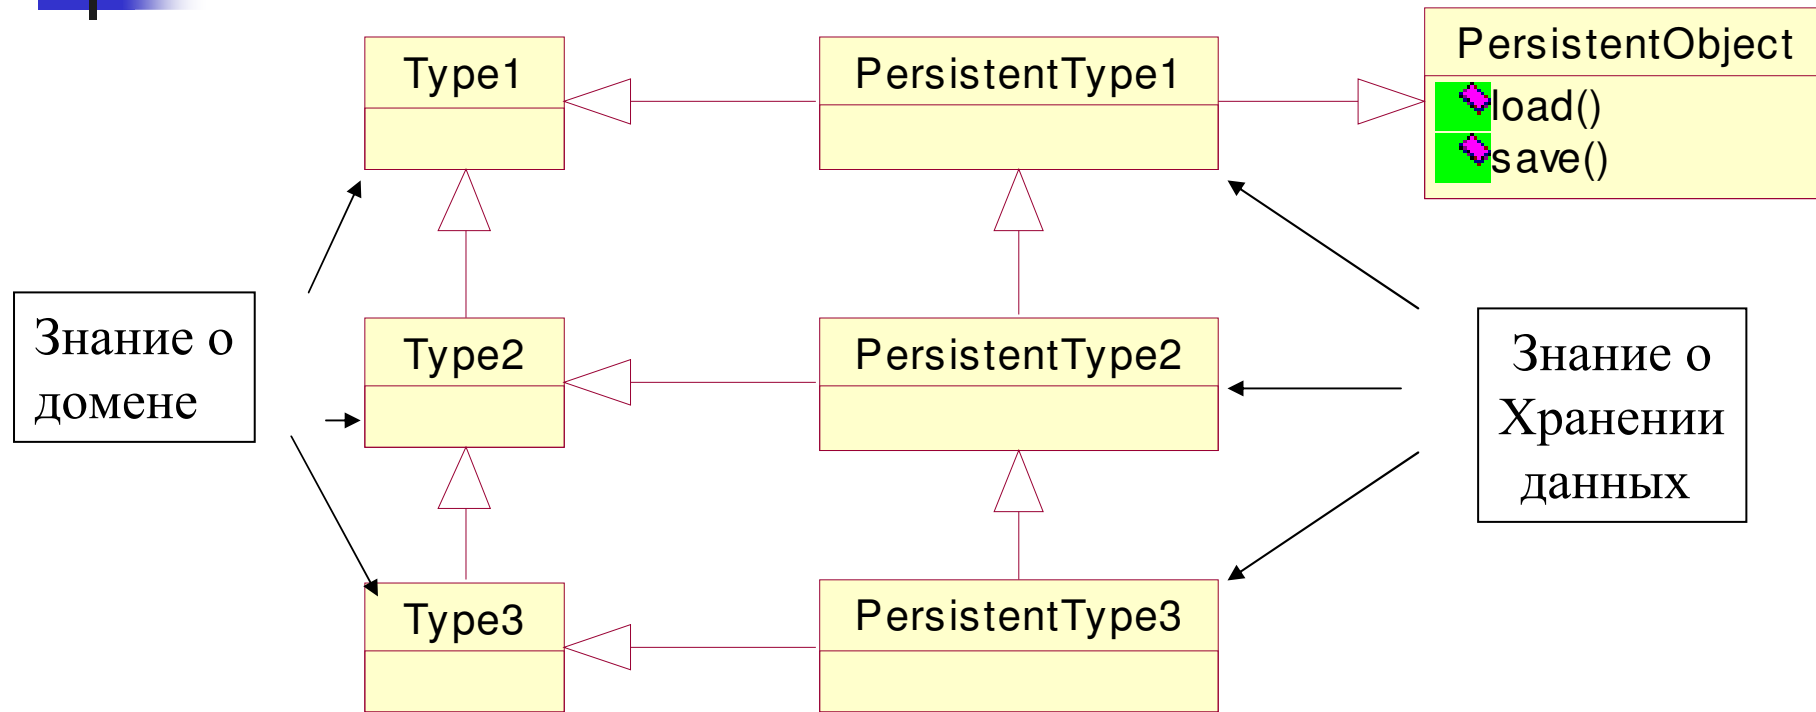 Type1
PersistentType1
PersistentObject
load()
save()
Знание о
домене
Type2
PersistentType2
Знание о
Хранении
данных
Type3
PersistentType3